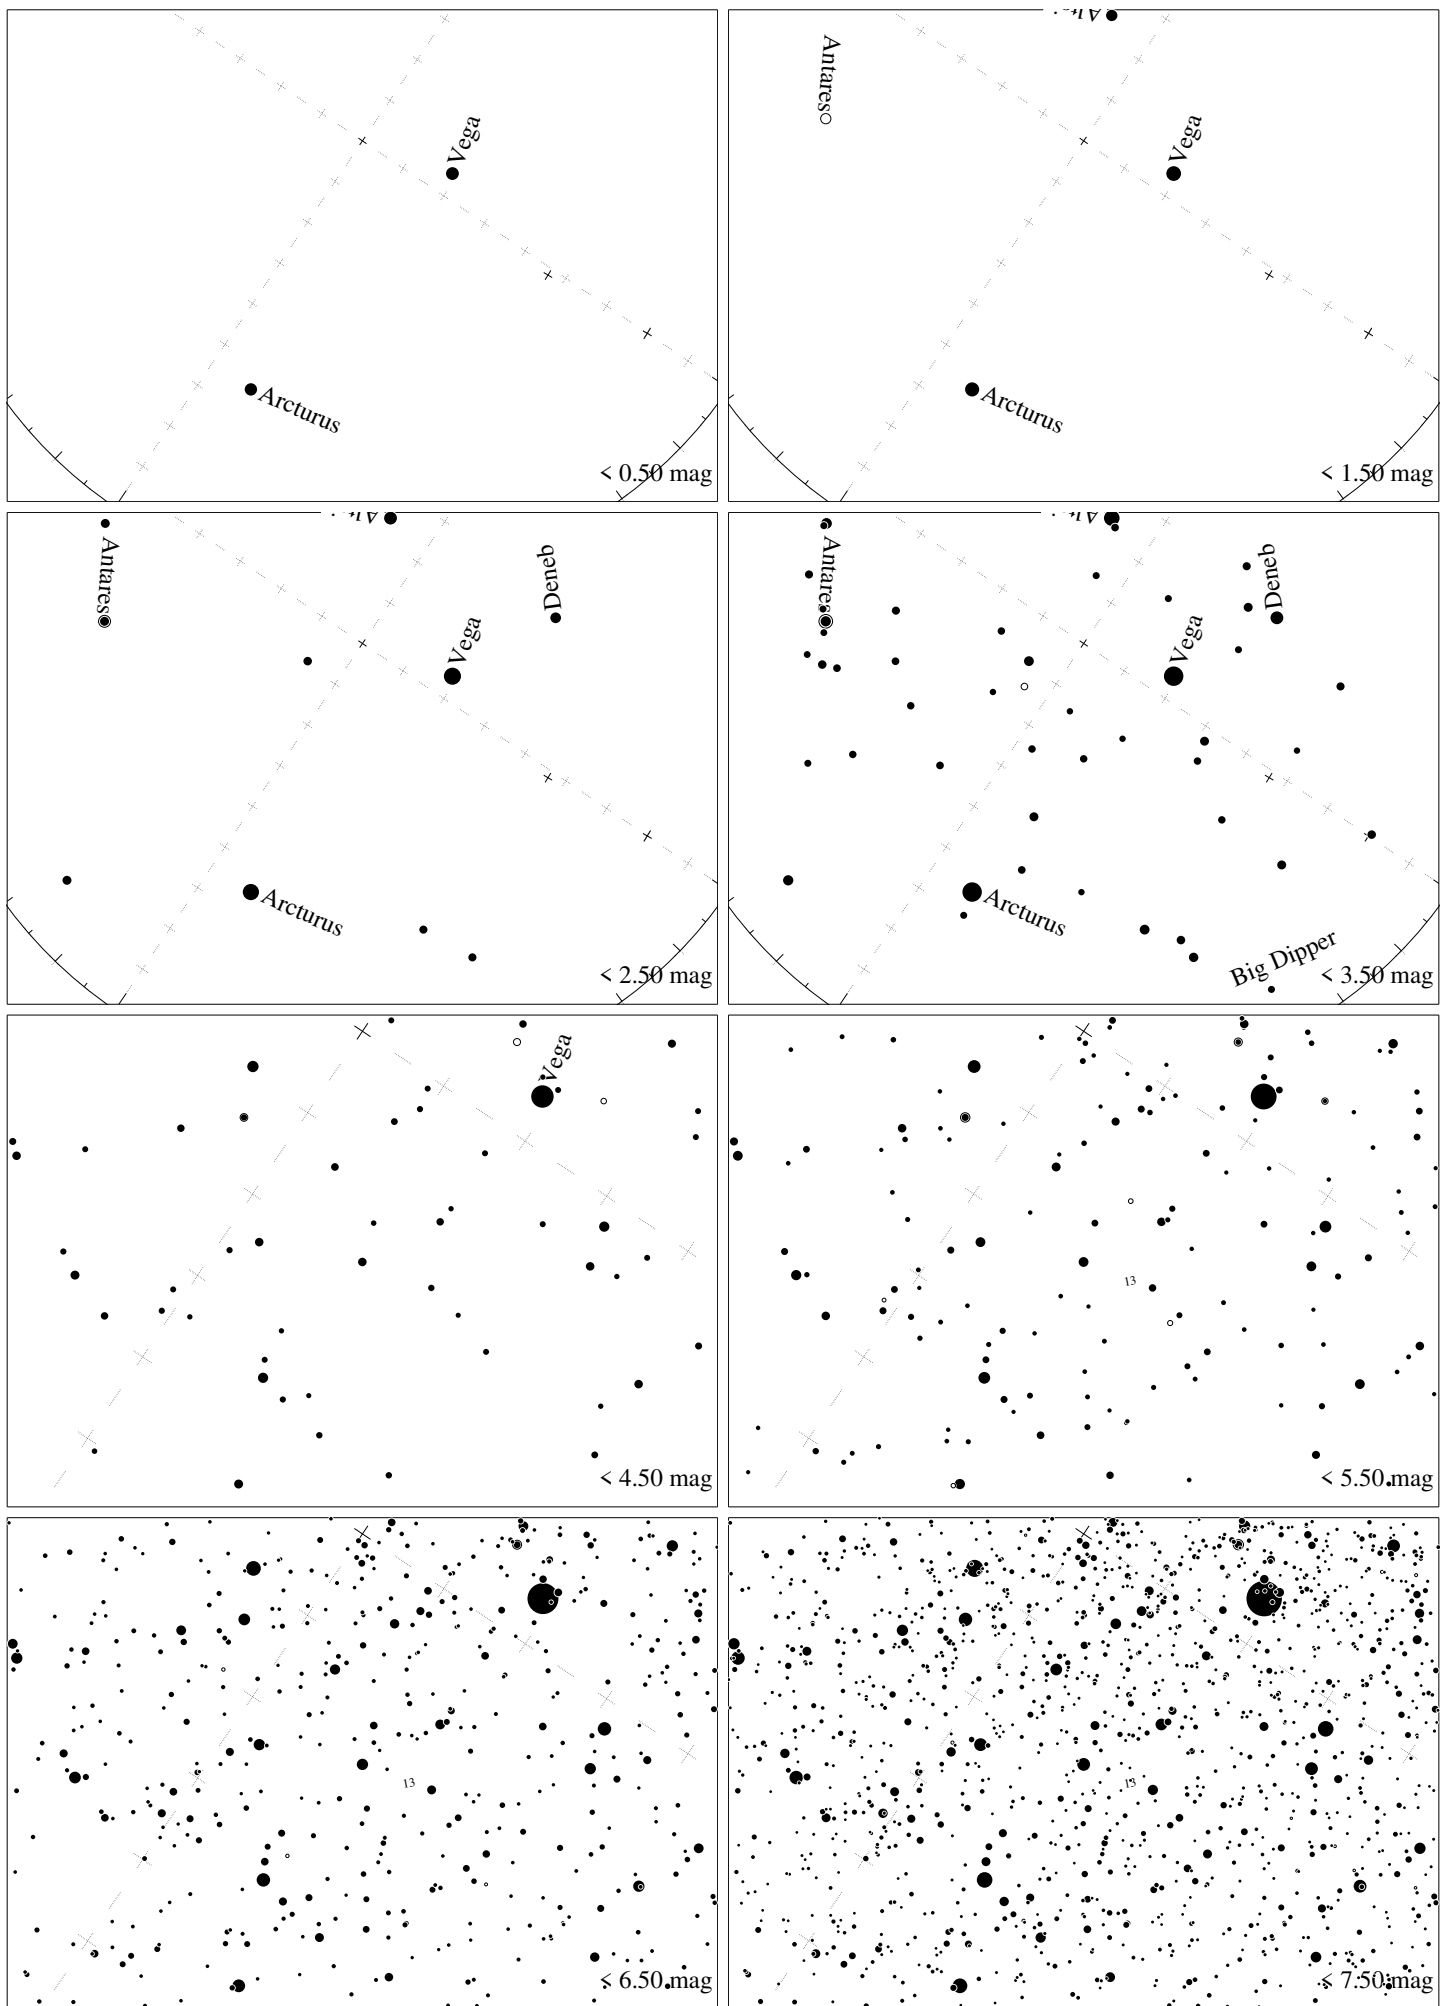 Vega
Arcturus
< 0.50 mag
Antares
Vega
Arcturus
< 1.50 mag
Antares
Deneb
Vega
Arcturus
< 2.50 mag
Antares
Deneb
Vega
Arcturus
Big Dipper
< 3.50 mag
Vega
< 4.50 mag
13
< 5.50 mag
13
< 6.50 mag
13
< 7.50 mag